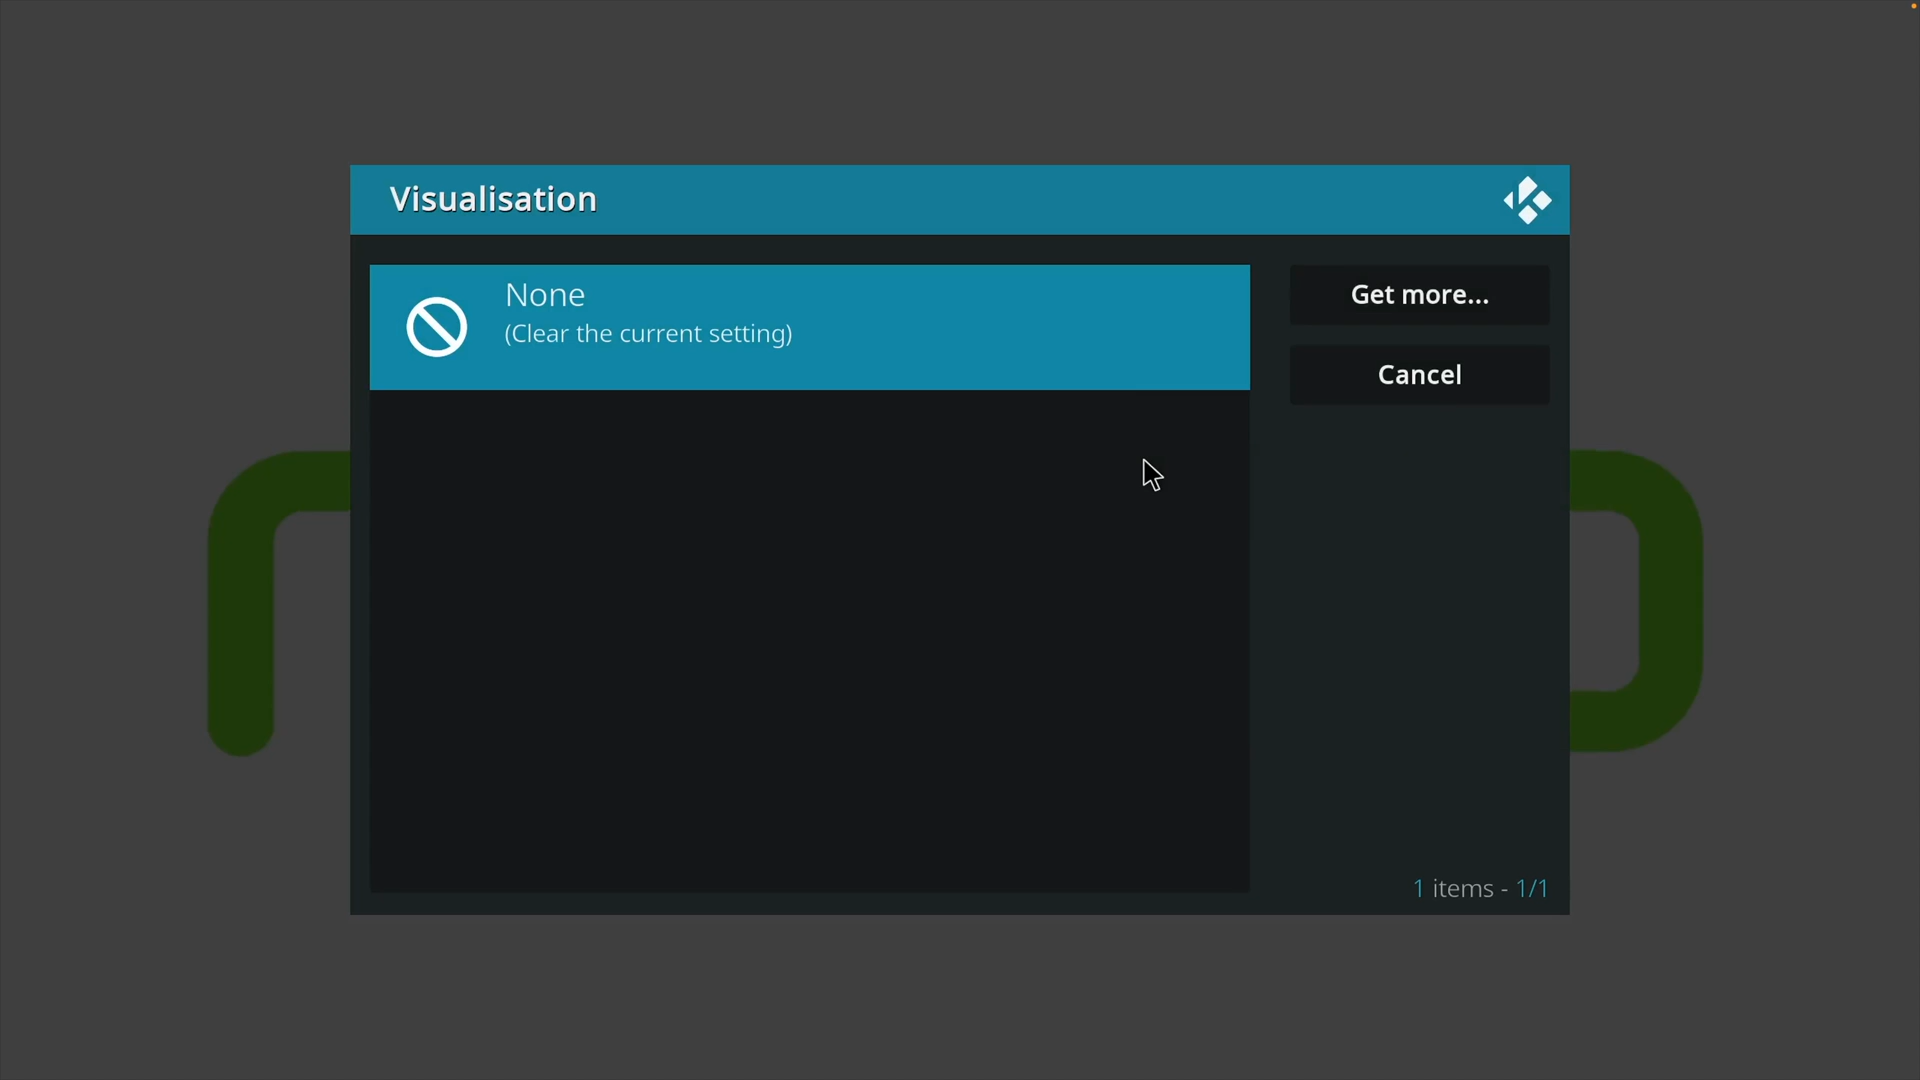 Visualisation
None
(Clear the current setting)
Get more...
Cancel
1 items - 1/1